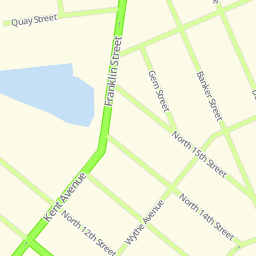 Quay Street
Franklin Street
Gem Street
Banker Street
North 15th Street
Kent Avenue
North 12th Street
Wythe Avenue
North 14th Street